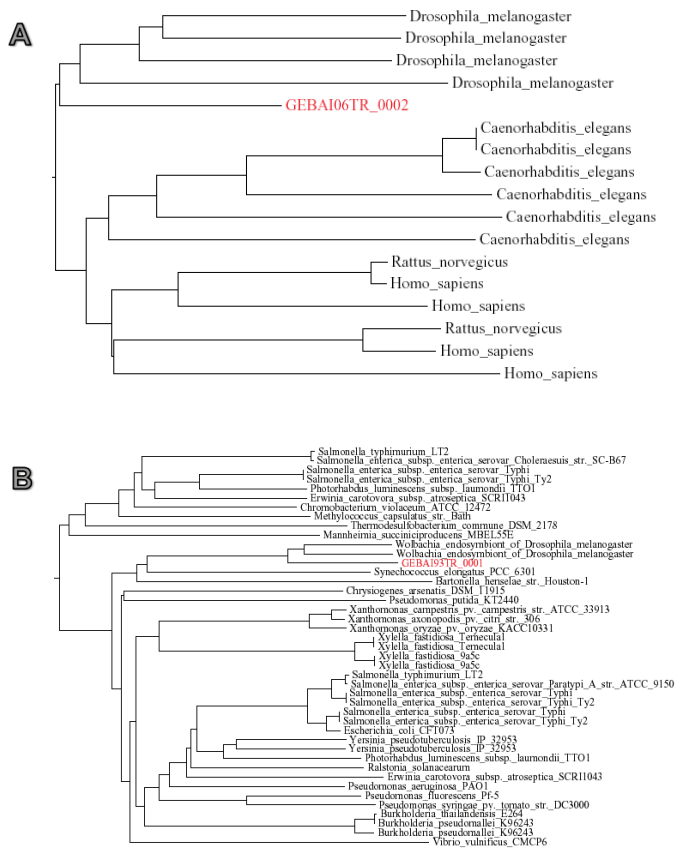 A
Drosophila_melanogaster
Drosophila_melanogaster
Drosophila_melanogaster
Drosophila_melanogaster
GEBAI06TR_0002
Caenorhabditis_elegans
Caenorhabditis_elegans
Caenorhabditis_elegans
Caenorhabditis_elegans
Caenorhabditis_elegans
Caenorhabditis_elegans
Rattus_norvegicus
Homo_sapiens
Homo_sapiens
Rattus_norvegicus
Homo_sapiens
Homo_sapiens
B
Salmonella_typhimurium_LT2
Salmonella_enterica_subsp._enterica_serovar_Choleraesuis_str._SC-B67
Salmonella_enterica_subsp._enterica_serovar_Typhi
Salmonella_enterica_subsp._enterica_serovar_Typhi_Ty2
Photorhabdus_luminescens_subsp._laumondii_TTO1
Erwinia_carotovora_subsp._atroseptica_SCRI1043
Chromobacterium_violaceum_ATCC_12472
Methylococcus_capsulatus_str._Bath
Thermodesulfobacterium_commune_DSM_2178
Mannheimia_succiniciproducens_MBEL55E
Wolbachia_endosymbiont_of_Drosophila_melanogaster
Wolbachia_endosymbiont_of_Drosophila_melanogaster
GEBAI93TR_0001
Synechococcus_elongatus_PCC_6301
Bartonella_henselae_str._Houston-1
Chrysiogenes_arsenatis_DSM_11915
Pseudomonas_putida_KT2440
Xanthomonas_campestris_pv._campestris_str._ATCC_33913
Xanthomonas_axonopodis_pv._citri_str._306
Xanthomonas_oryzae_pv._oryzae_KACC10331
Xylella_fastidiosa_Temecula1
Xylella_fastidiosa_Temecula1
Xylella_fastidiosa_9a5c
Xylella_fastidiosa_9a5c
Salmonella_typhimurium_LT2
Salmonella_enterica_subsp._enterica_serovar_Paratypi_A_str._ATCC_9150
Salmonella_enterica_subsp._enterica_serovar_Typhi
Salmonella_enterica_subsp._enterica_serovar_Typhi_Ty2
Salmonella_enterica_subsp._enterica_serovar_Typhi
Salmonella_enterica_subsp._enterica_serovar_Typhi_Ty2
Escherichia_coli_CFT073
Yersinia_pseudotuberculosis_IP_32953
Yersinia_pseudotuberculosis_IP_32953
Photorhabdus_luminescens_subsp_laumondii_TTO1
Ralstonia_solanacearum
Erwinia_carotovora_subsp._atroseptica_SCRI1043
Pseudomonas_aeruginosa_PAO1
Pseudomonas_fluorescens_Pf-5
Pseudomonas_syringae_pv._tomato_str._DC3000
Burkholderia_thailandensis_E264
Burkholderia_pseudomallei_K96243
Burkholderia_pseudomallei_K96243
Vibrio_vulnificus_CMCP6